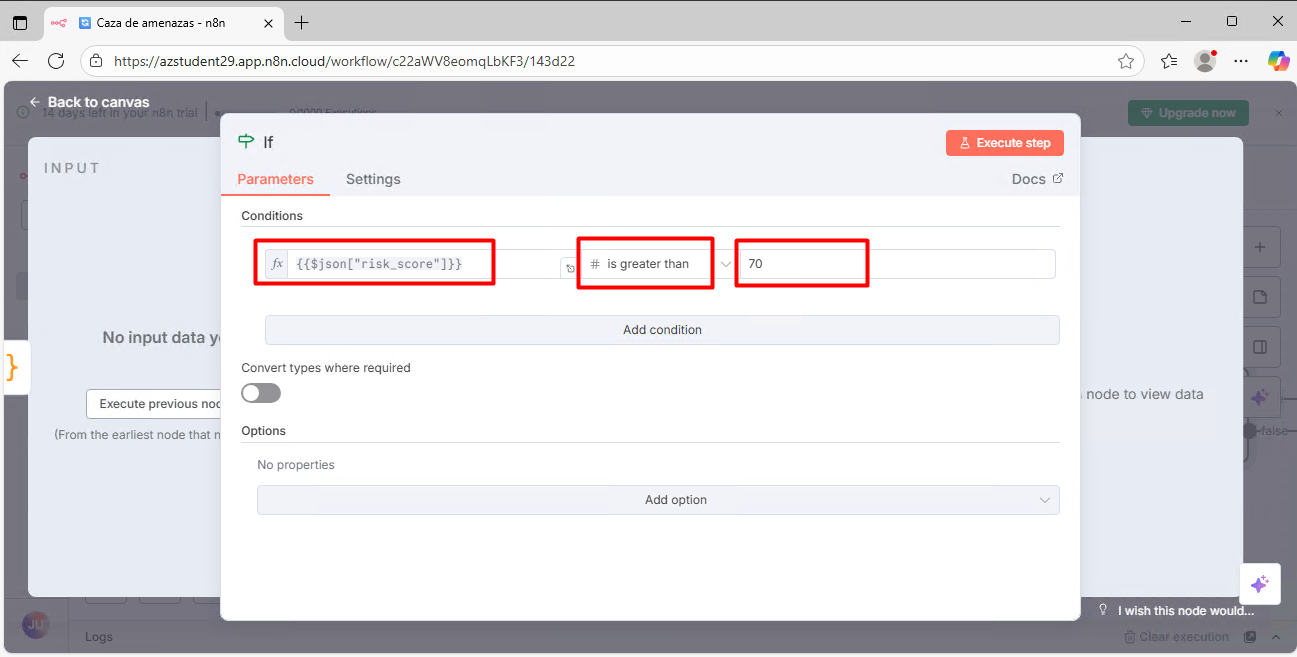 Caza de amenazas - n8n
https://azstudent29.app.n8n.cloud/workflow/c22aWV8eomqLbKF3/143d22
Back to canvas
14 days left in your n8n trial
0/1000 Executions
Upgrade now
If
Execute step
INPUT
Parameters Settings Docs
Conditions
fx {{$json["risk_score"]}} # is greater than 70
Add condition
No input data y
Convert types where required
Execute previous noc
node to view data
(From the earliest node that n
Options
false
No properties
Add option
I wish this node would...
JU
Logs
Clear execution